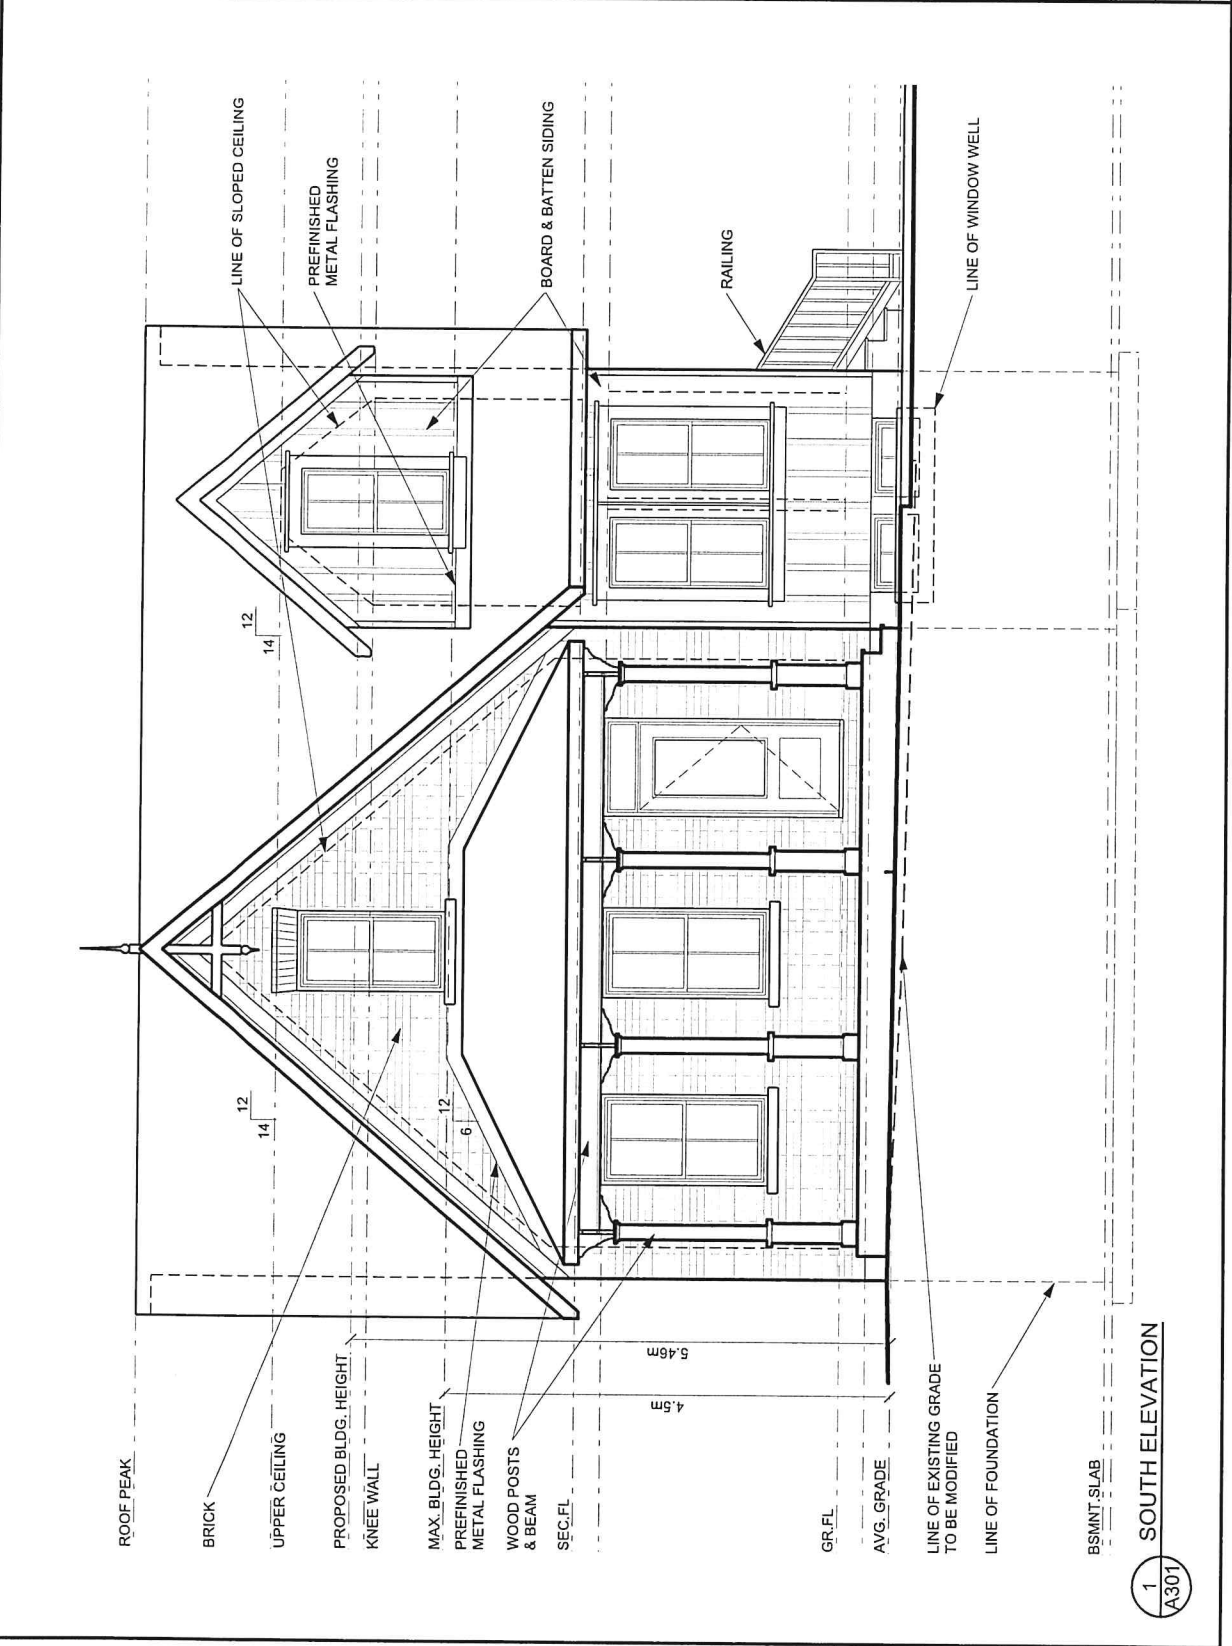 ROOF PEAK
BRICK
UPPER CEILING
PROPOSED BLDG. HEIGHT
KNEE WALL
MAX. BLDG. HEIGHT
PREFINISHED
METAL FLASHING
WOOD POSTS
& BEAM
SEC.FL
GR.FL
AVG. GRADE
LINE OF EXISTING GRADE
TO BE MODIFIED
LINE OF FOUNDATION
BSMNT.SLAB
5.46m
4.5m
12
14
12
6
12
14
LINE OF SLOPED CEILING
PREFINISHED
METAL FLASHING
BOARD & BATTEN SIDING
RAILING
LINE OF WINDOW WELL
1
A301
SOUTH ELEVATION